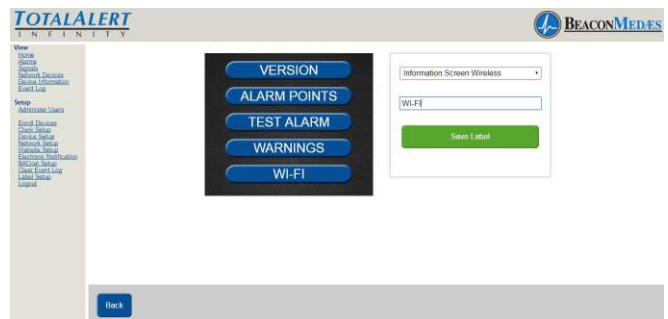 TOTALALERT
INFINITY
BEACONMEDÆS
View
Home
Alarms
Signals
Network Devices
Device Information
Event Log
Setup
Administer Users
Enroll Devices
Clock Setup
Device Setup
Network Setup
Website Setup
Electronic Notification
BACnet Setup
Clear Event Log
Label Setup
Logout
VERSION
ALARM POINTS
TEST ALARM
WARNINGS
WI-FI
Information Screen Wireless
WI-FI
Save Label
Back